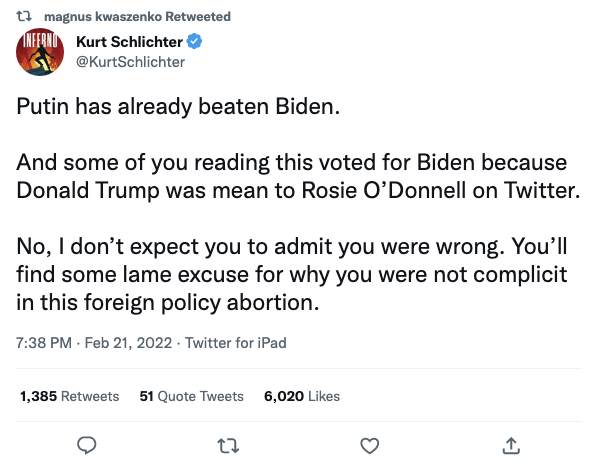 magnus kwaszenko Retweeted
INFERNO
Kurt Schlichter
@KurtSchlichter
Putin has already beaten Biden.
And some of you reading this voted for Biden because
Donald Trump was mean to Rosie O’Donnell on Twitter.
No, I don’t expect you to admit you were wrong. You’ll
find some lame excuse for why you were not complicit
in this foreign policy abortion.
7:38 PM · Feb 21, 2022 · Twitter for iPad
1,385 Retweets 51 Quote Tweets 6,020 Likes